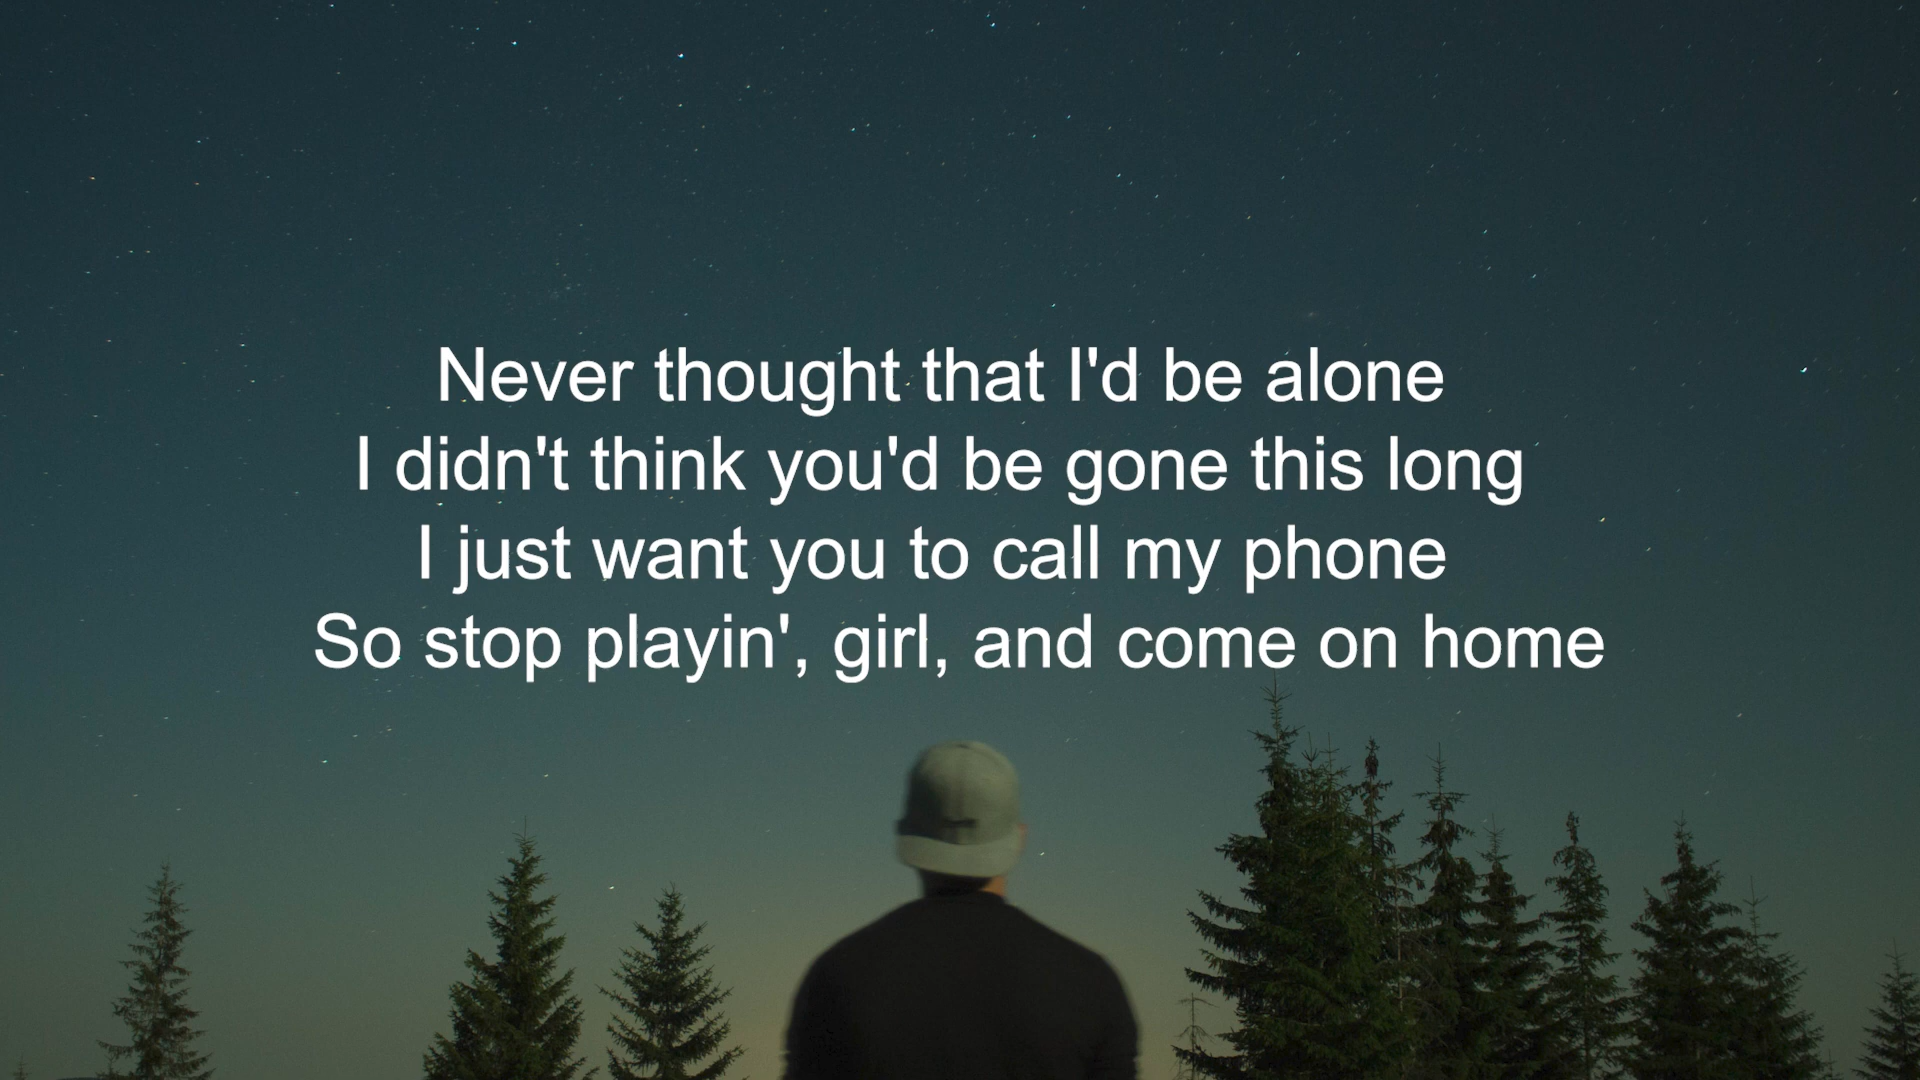 Never thought that I'd be alone
I didn't think you'd be gone this long
I just want you to call my phone
So stop playin', girl, and come on home